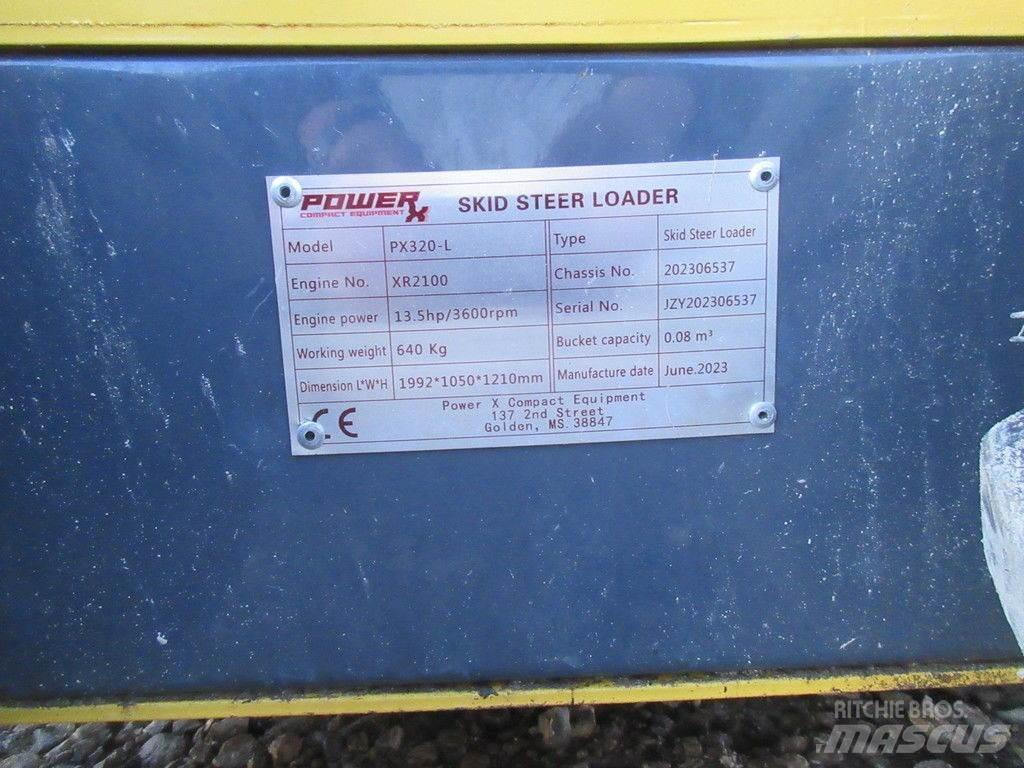 POWER X SKID STEER LOADER
COMPACT EQUIPMENT
Model PX320-L Type Skid Steer Loader
Engine No. XR2100 Chassis No. 202306537
Engine power 13.5hp/3600rpm Serial No. JZY202306537
Working weight 640 Kg Bucket capacity 0.08 m³
Dimension L*W*H 1992*1050*1210mm Manufacture date June.2023
CE Power X Compact Equipment
137 2nd Street
Golden, MS. 38847
RITCHIE BROS.
MASCUS